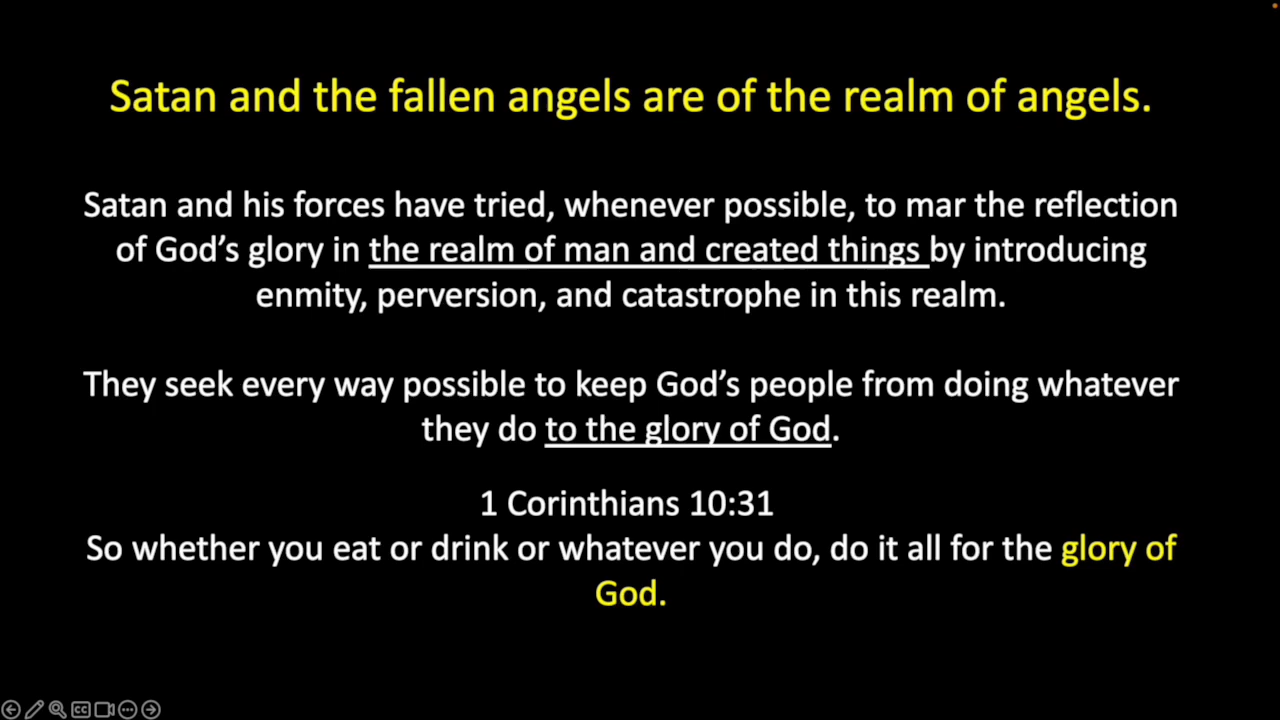 Satan and the fallen angels are of the realm of angels.
Satan and his forces have tried, whenever possible, to mar the reflection
of God’s glory in the realm of man and created things by introducing
enmity, perversion, and catastrophe in this realm.
They seek every way possible to keep God’s people from doing whatever
they do to the glory of God.
1 Corinthians 10:31
So whether you eat or drink or whatever you do, do it all for the glory of
God.
CC